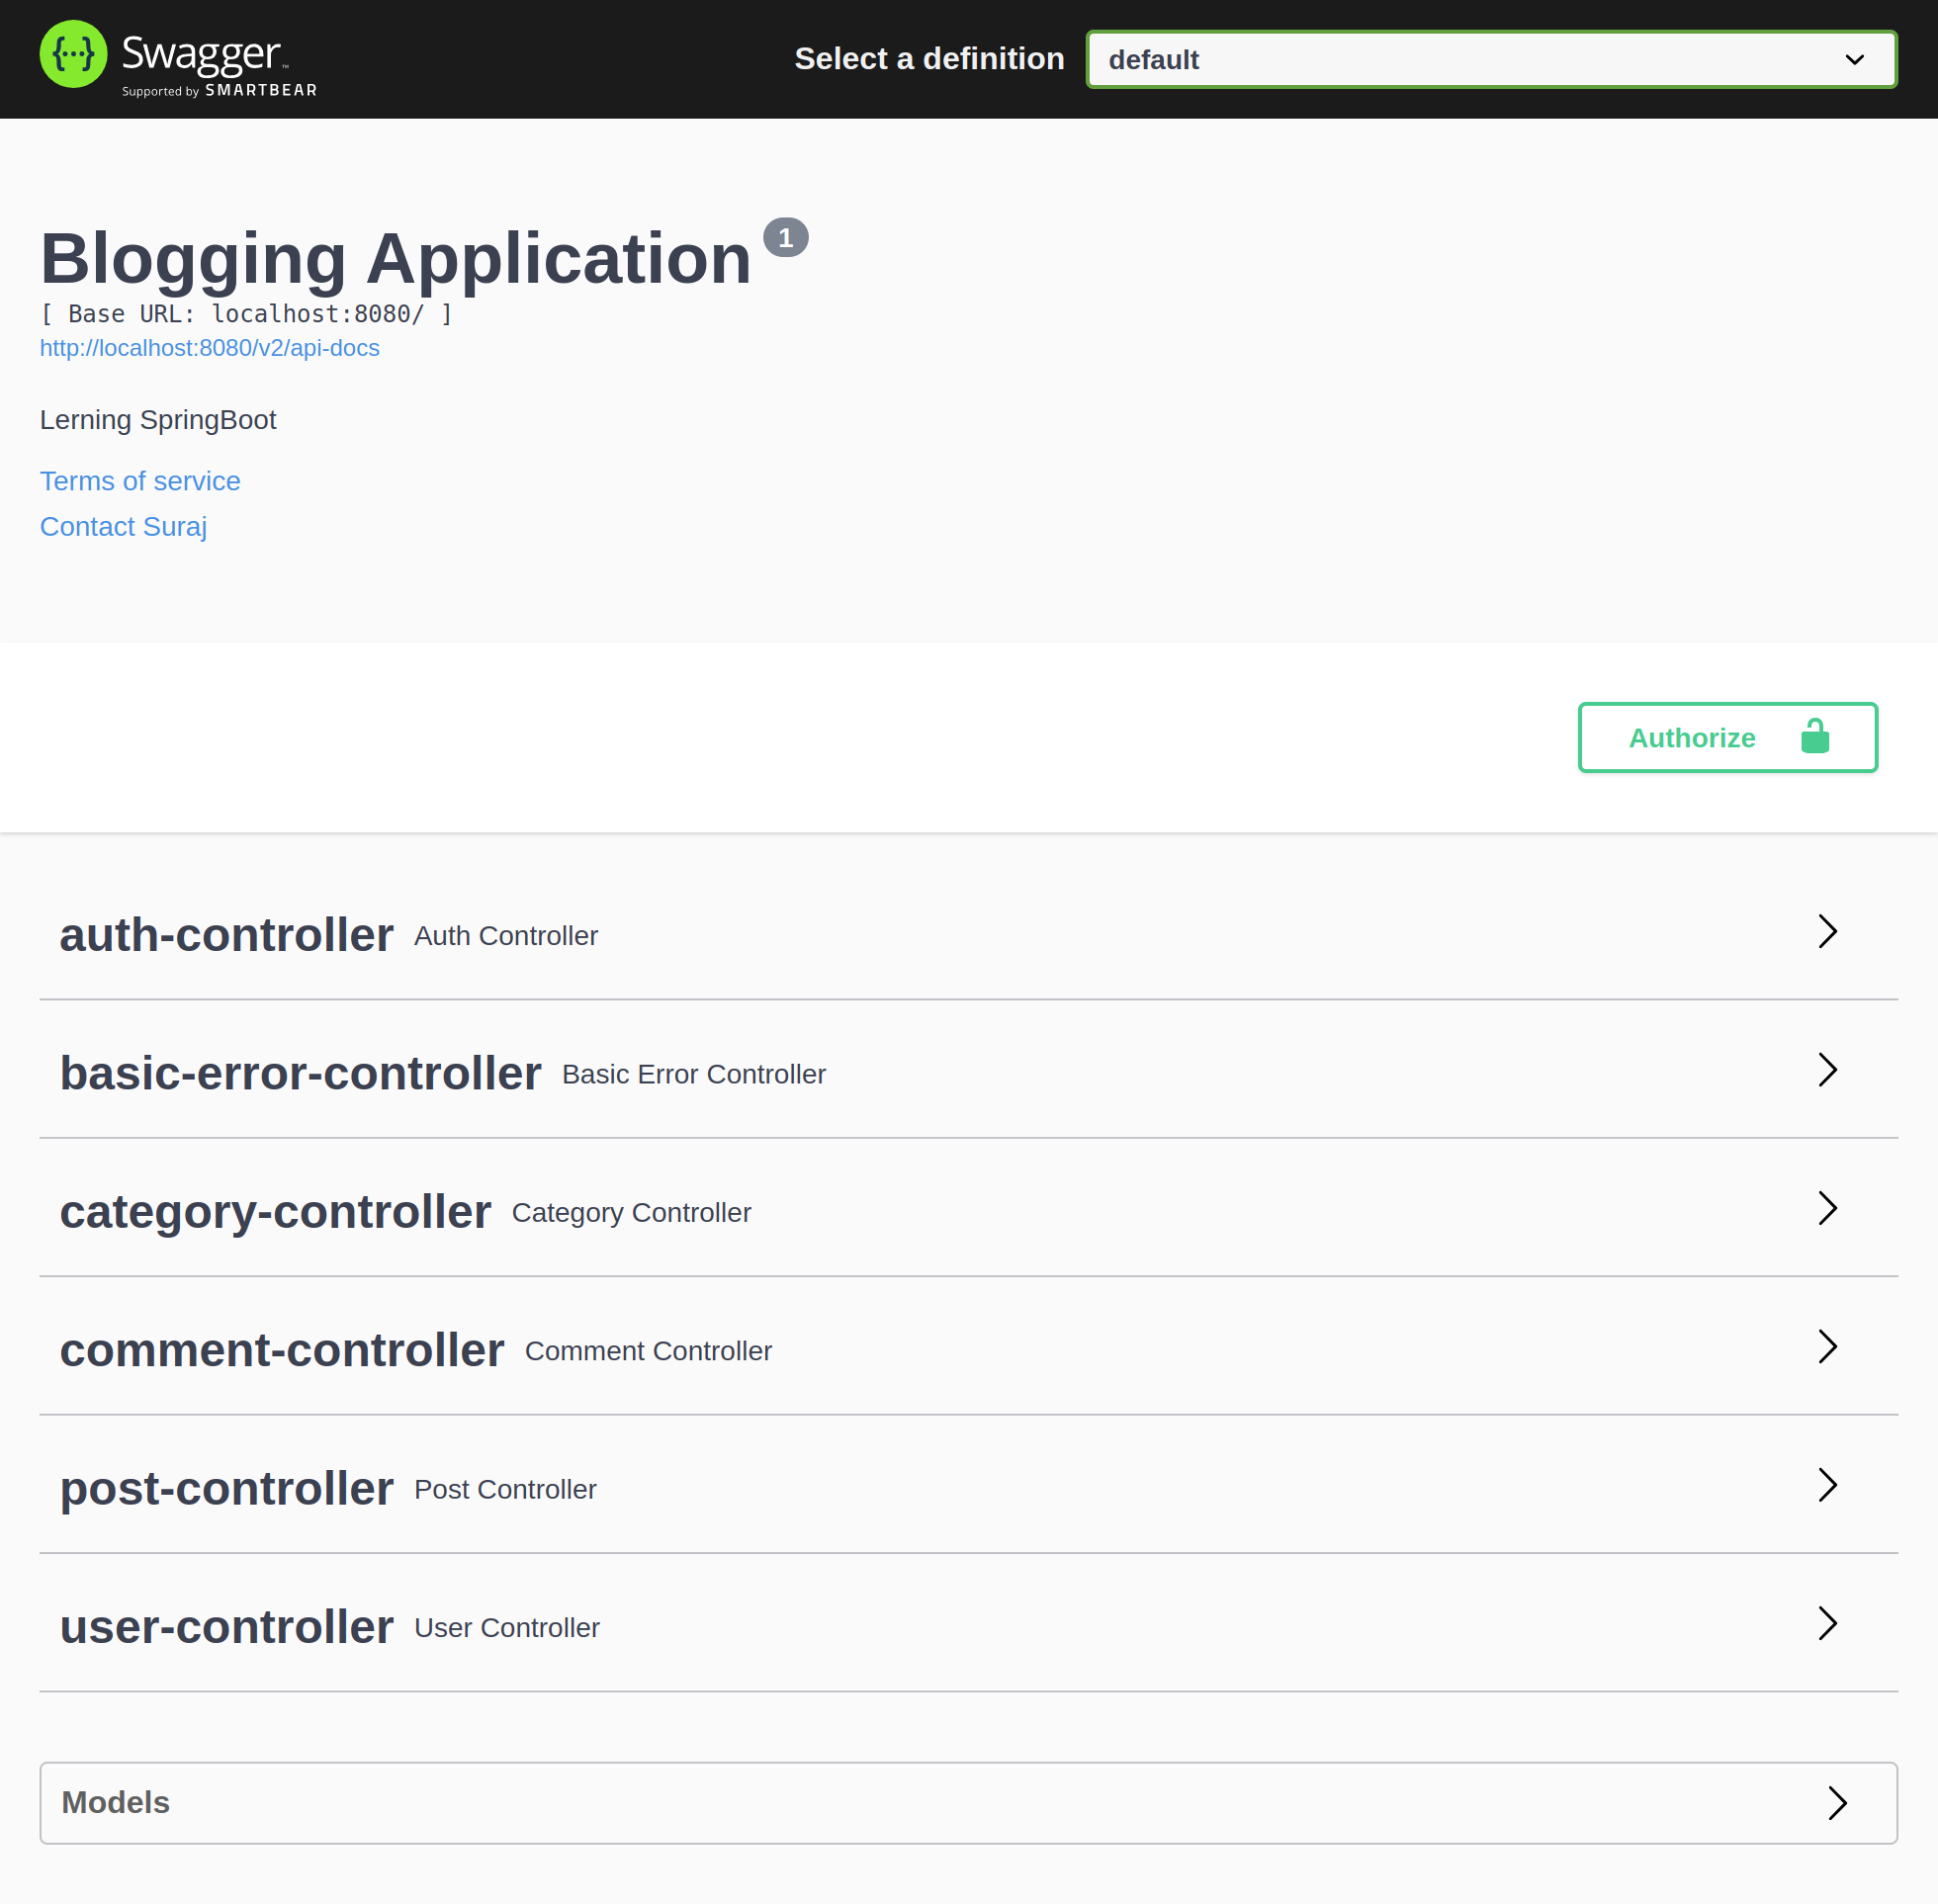 {...} Swagger™
Supported by SMARTBEAR
Select a definition default
Blogging Application 1
[ Base URL: localhost:8080/ ]
http://localhost:8080/v2/api-docs
Lerning SpringBoot
Terms of service
Contact Suraj
Authorize
auth-controller Auth Controller
basic-error-controller Basic Error Controller
category-controller Category Controller
comment-controller Comment Controller
post-controller Post Controller
user-controller User Controller
Models